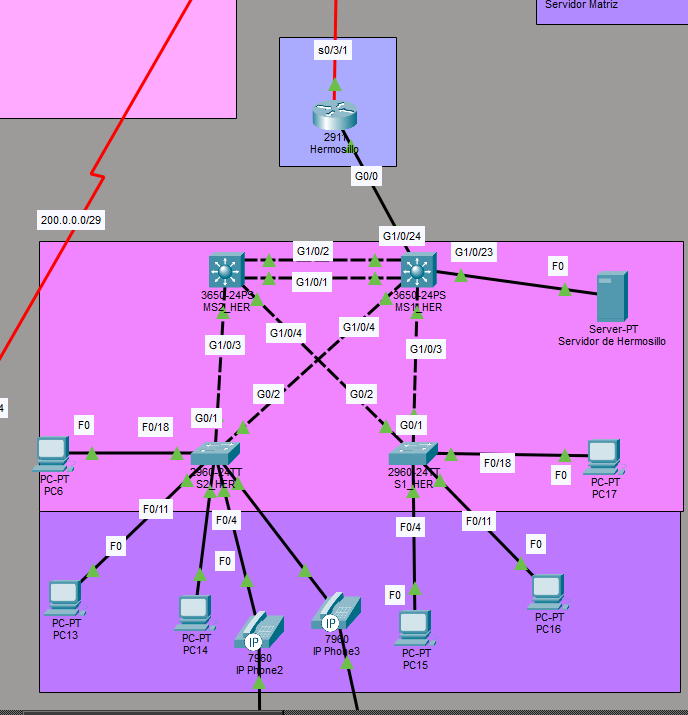 Servidor Matriz
s0/3/1
2911
Hermosillo
G0/0
200.0.0.0/29
G1/0/24
G1/0/2
G1/0/23
F0
G1/0/1
3650-24PS
MS2_HER
3650-24PS
MS1_HER
Server-PT
Servidor de Hermosillo
G1/0/4
G1/0/4
G1/0/3
G1/0/3
G0/2
G0/2
4
G0/1
G0/1
F0
F0/18
2960-24TT
S2_HER
2960-24TT
S1_HER
F0/18
F0
PC-PT
PC6
PC-PT
PC17
F0/11
F0/4
F0/4
F0/11
F0
F0
F0
F0
PC-PT
PC13
PC-PT
PC14
7960
IP Phone2
IP
7960
IP Phone3
IP
PC-PT
PC15
PC-PT
PC16